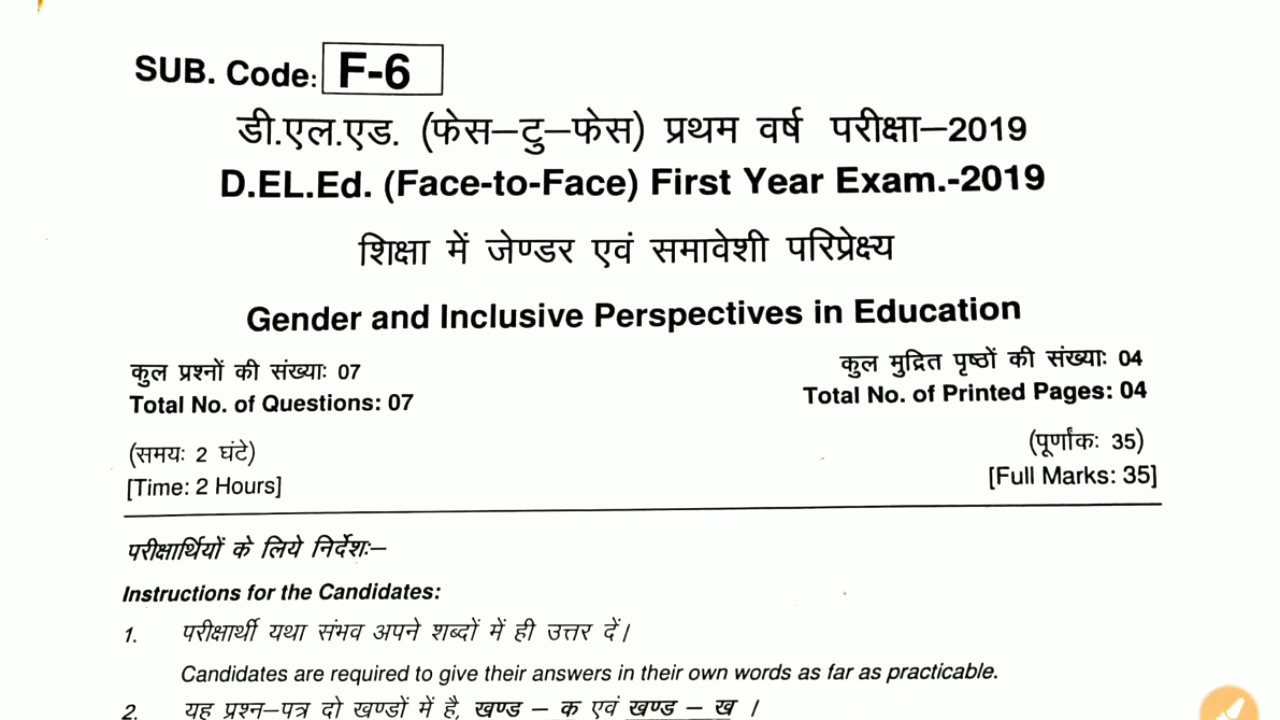 SUB. Code: F-6
डी.एल.एड. (फेस–टु–फेस) प्रथम वर्ष परीक्षा–2019
D.EL.Ed. (Face-to-Face) First Year Exam.-2019
शिक्षा में जेण्डर एवं समावेशी परिप्रेक्ष्य
Gender and Inclusive Perspectives in Education
कुल प्रश्नों की संख्याः 07
कुल मुद्रित पृष्ठों की संख्याः 04
Total No. of Questions: 07
Total No. of Printed Pages: 04
(समयः 2 घंटे)
(पूर्णांकः 35)
[Time: 2 Hours]
[Full Marks: 35]
परीक्षार्थियों के लिये निर्देशः–
Instructions for the Candidates:
1. परीक्षार्थी यथा संभव अपने शब्दों में ही उत्तर दें।
Candidates are required to give their answers in their own words as far as practicable.
2. यह प्रश्न–पत्र दो खण्डों में है, खण्ड – क एवं खण्ड – ख ।